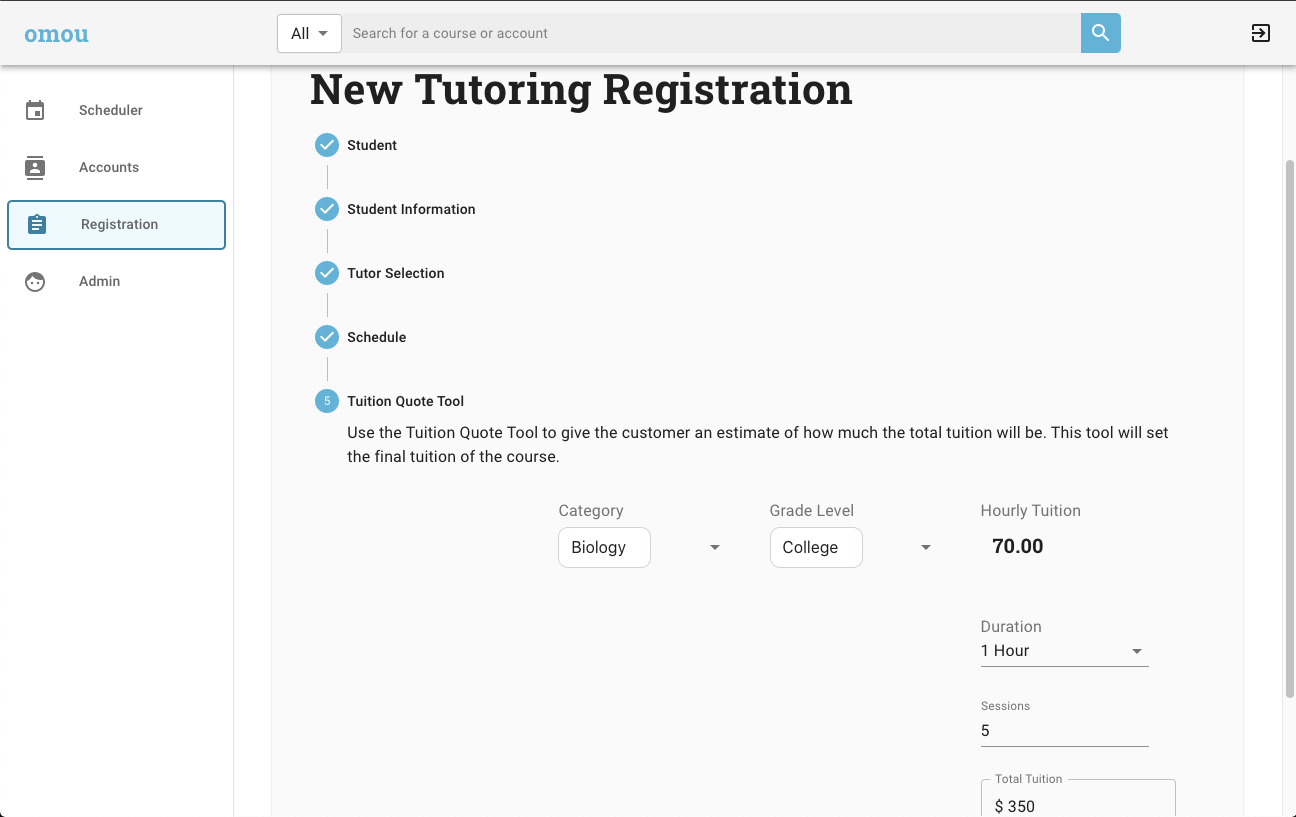 omou
All
Search for a course or account
Scheduler
Accounts
Registration
Admin
New Tutoring Registration
Student
Student Information
Tutor Selection
Schedule
5 Tuition Quote Tool
Use the Tuition Quote Tool to give the customer an estimate of how much the total tuition will be. This tool will set
the final tuition of the course.
Category Grade Level Hourly Tuition
Biology College 70.00
Duration
1 Hour
Sessions
5
Total Tuition
$ 350